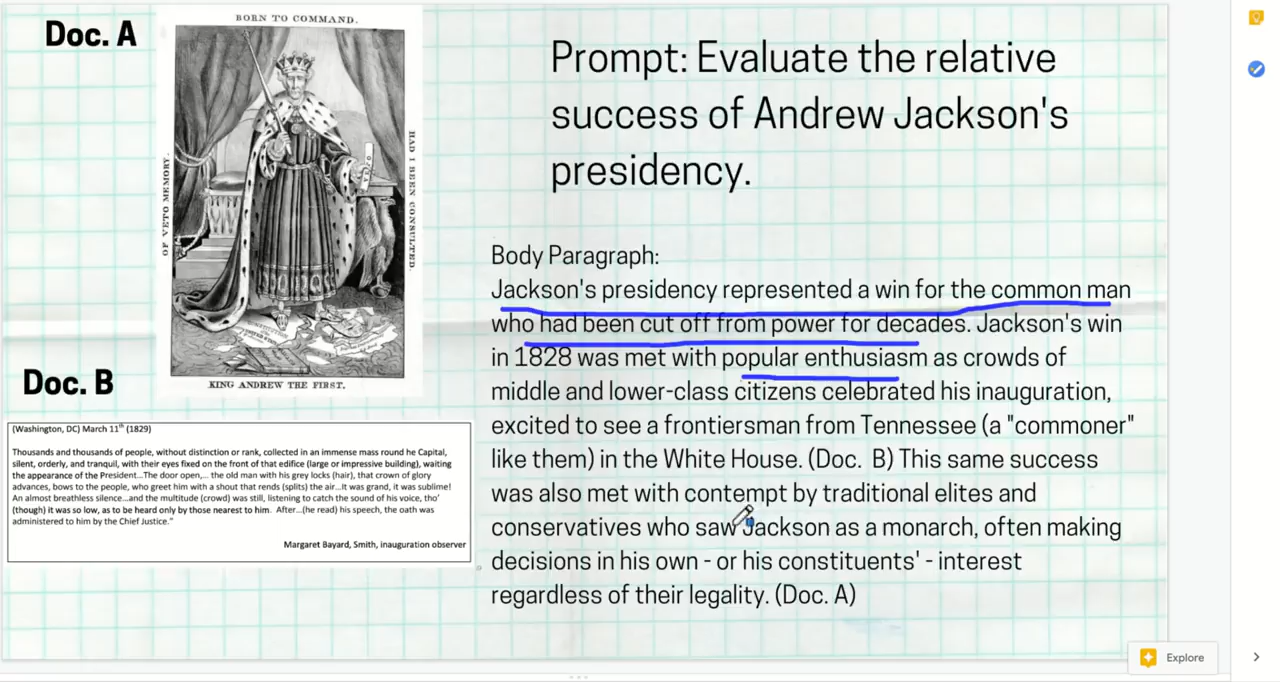 Doc. A
BORN TO COMMAND.
OF VETO MEMORY.
HAD I BEEN CONSULTED.
VETO
KING ANDREW THE FIRST.
Doc. B
(Washington, DC) March 11th (1829)
Thousands and thousands of people, without distinction or rank, collected in an immense mass round he Capital,
silent, orderly, and tranquil, with their eyes fixed on the front of that edifice (large or impressive building), waiting
the appearance of the President...The door open,... the old man with his grey locks (hair), that crown of glory
advances, bows to the people, who greet him with a shout that rends (splits) the air...It was grand, it was sublime!
An almost breathless silence...and the multitude (crowd) was still, listening to catch the sound of his voice, tho'
(though) it was so low, as to be heard only by those nearest to him.  After...(he read) his speech, the oath was
administered to him by the Chief Justice."
Margaret Bayard, Smith, inauguration observer
Prompt: Evaluate the relative
success of Andrew Jackson's
presidency.
Body Paragraph:
Jackson's presidency represented a win for the common man
who had been cut off from power for decades. Jackson's win
in 1828 was met with popular enthusiasm as crowds of
middle and lower-class citizens celebrated his inauguration,
excited to see a frontiersman from Tennessee (a "commoner"
like them) in the White House. (Doc. B) This same success
was also met with contempt by traditional elites and
conservatives who saw Jackson as a monarch, often making
decisions in his own - or his constituents' - interest
regardless of their legality. (Doc. A)
Explore